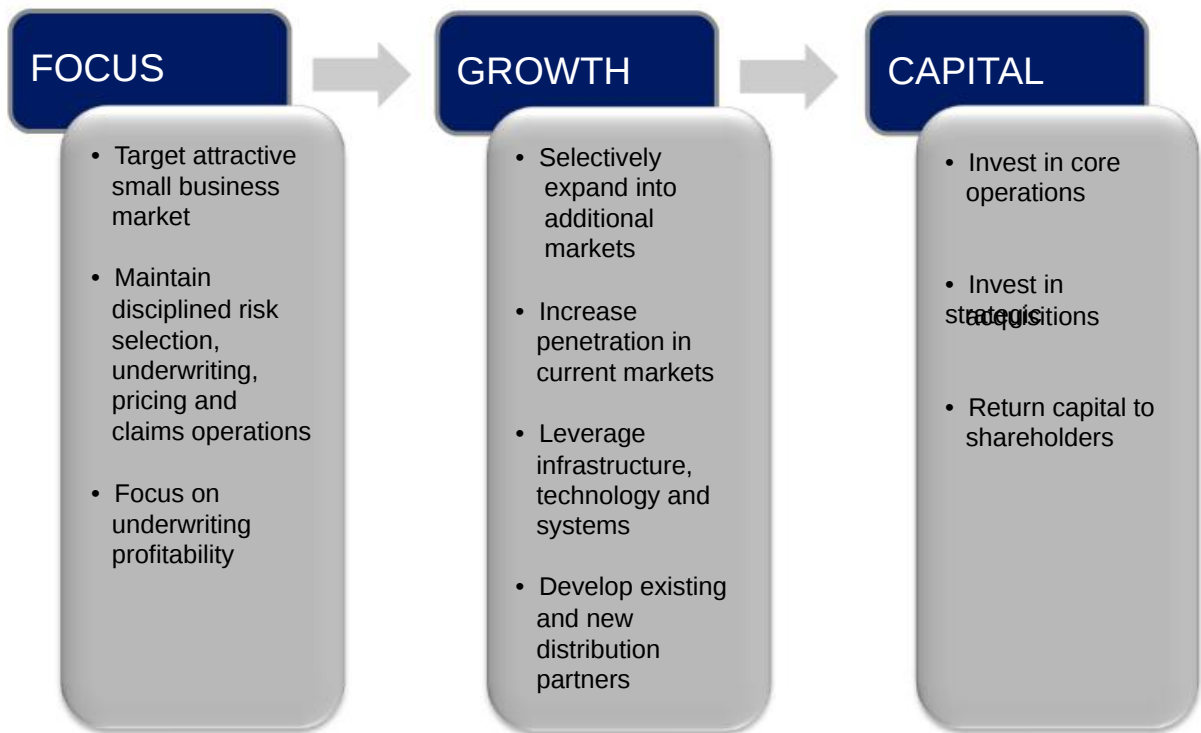 FOCUS
• Target attractive
small business
market
• Maintain
disciplined risk
selection,
underwriting,
pricing and
claims operations
• Focus on
underwriting
profitability
GROWTH
• Selectively
expand into
additional
markets
• Increase
penetration in
current markets
• Leverage
infrastructure,
technology and
systems
• Develop existing
and new
distribution
partners
CAPITAL
• Invest in core
operations
• Invest in
strategic
acquisitions
• Return capital to
shareholders